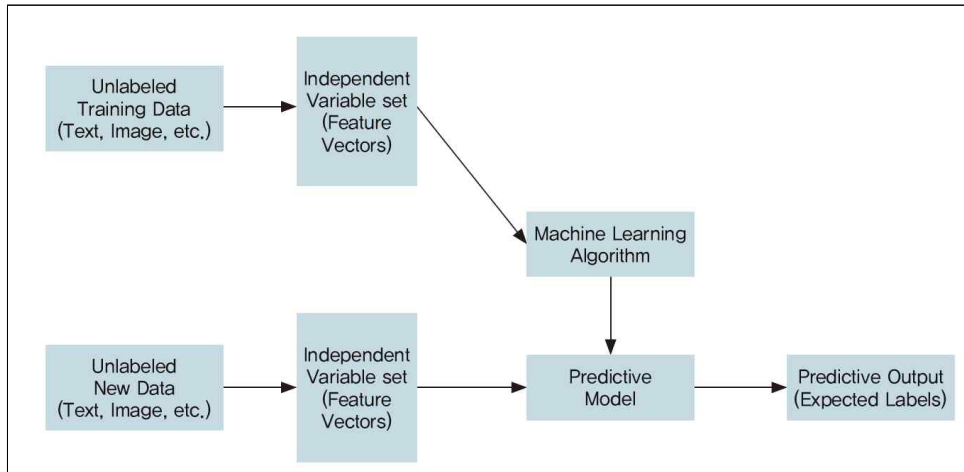 Unlabeled
Training Data
(Text, Image, etc.)
Independent
Variable set
(Feature
Vectors)
Machine Learning
Algorithm
Unlabeled
New Data
(Text, Image, etc.)
Independent
Variable set
(Feature
Vectors)
Predictive
Model
Predictive Output
(Expected Labels)